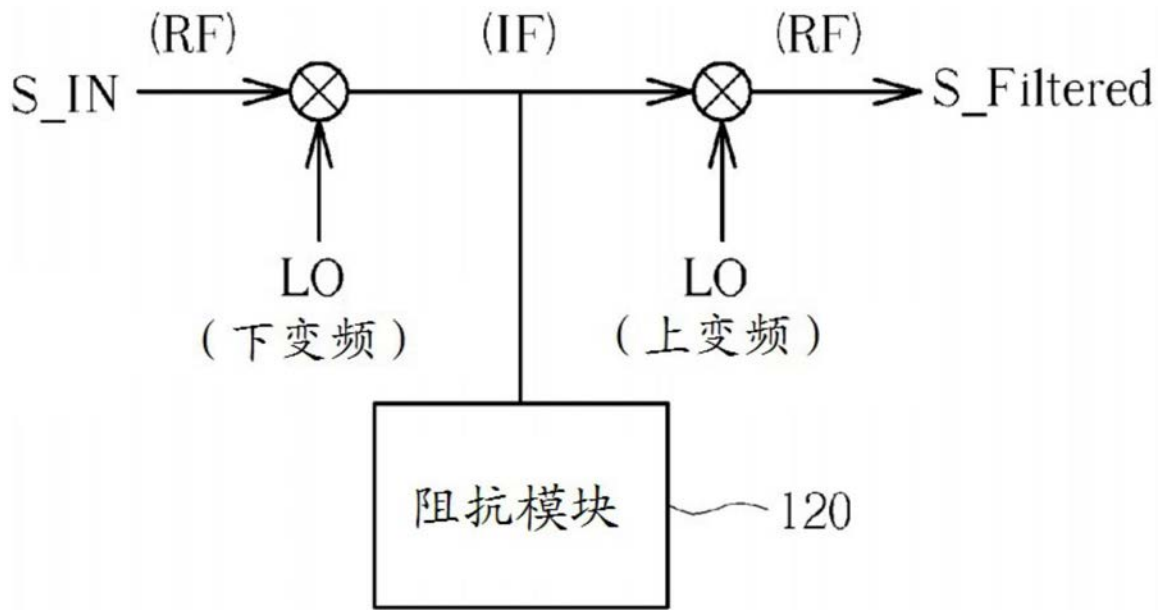 (RF) (IF) (RF)
S_IN S_Filtered
LO LO
(下变频) (上变频)
阻抗模块 120